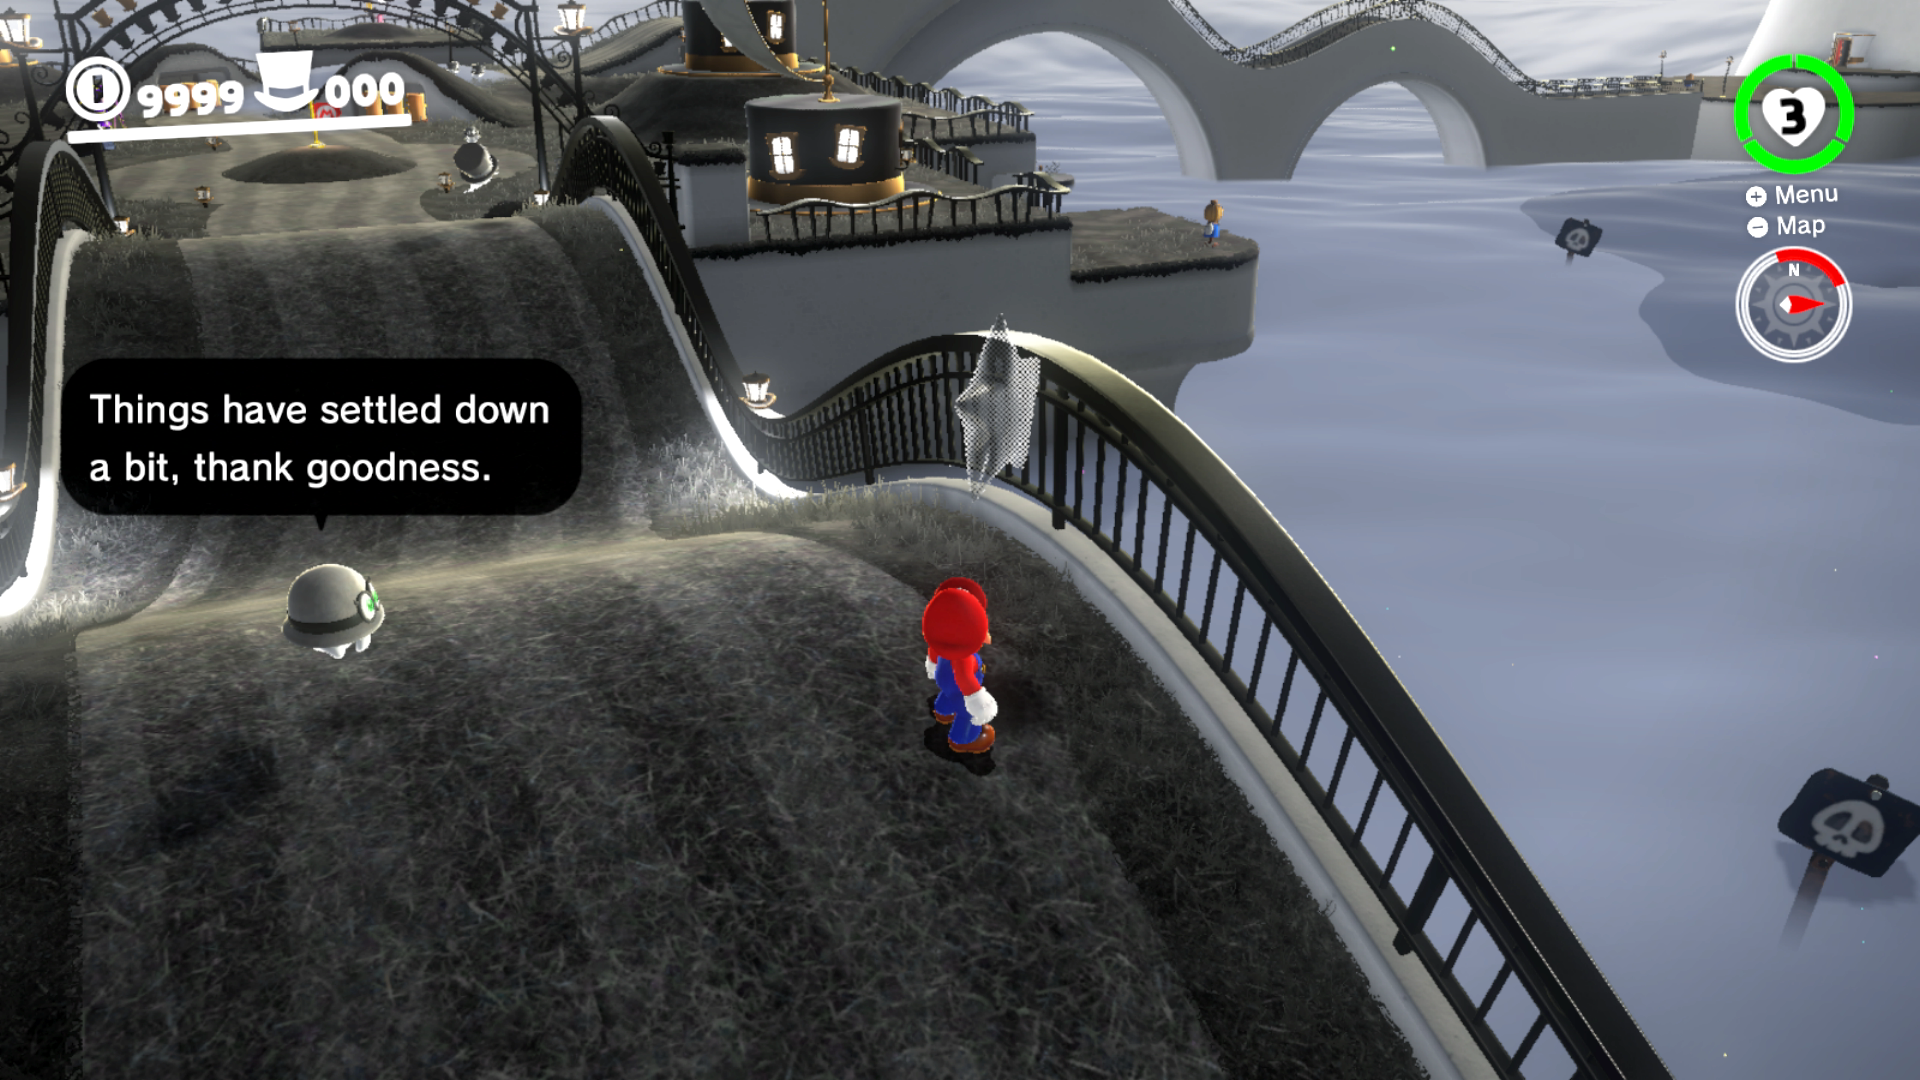 9999 000
3
+ Menu
- Map
N
Things have settled down
a bit, thank goodness.